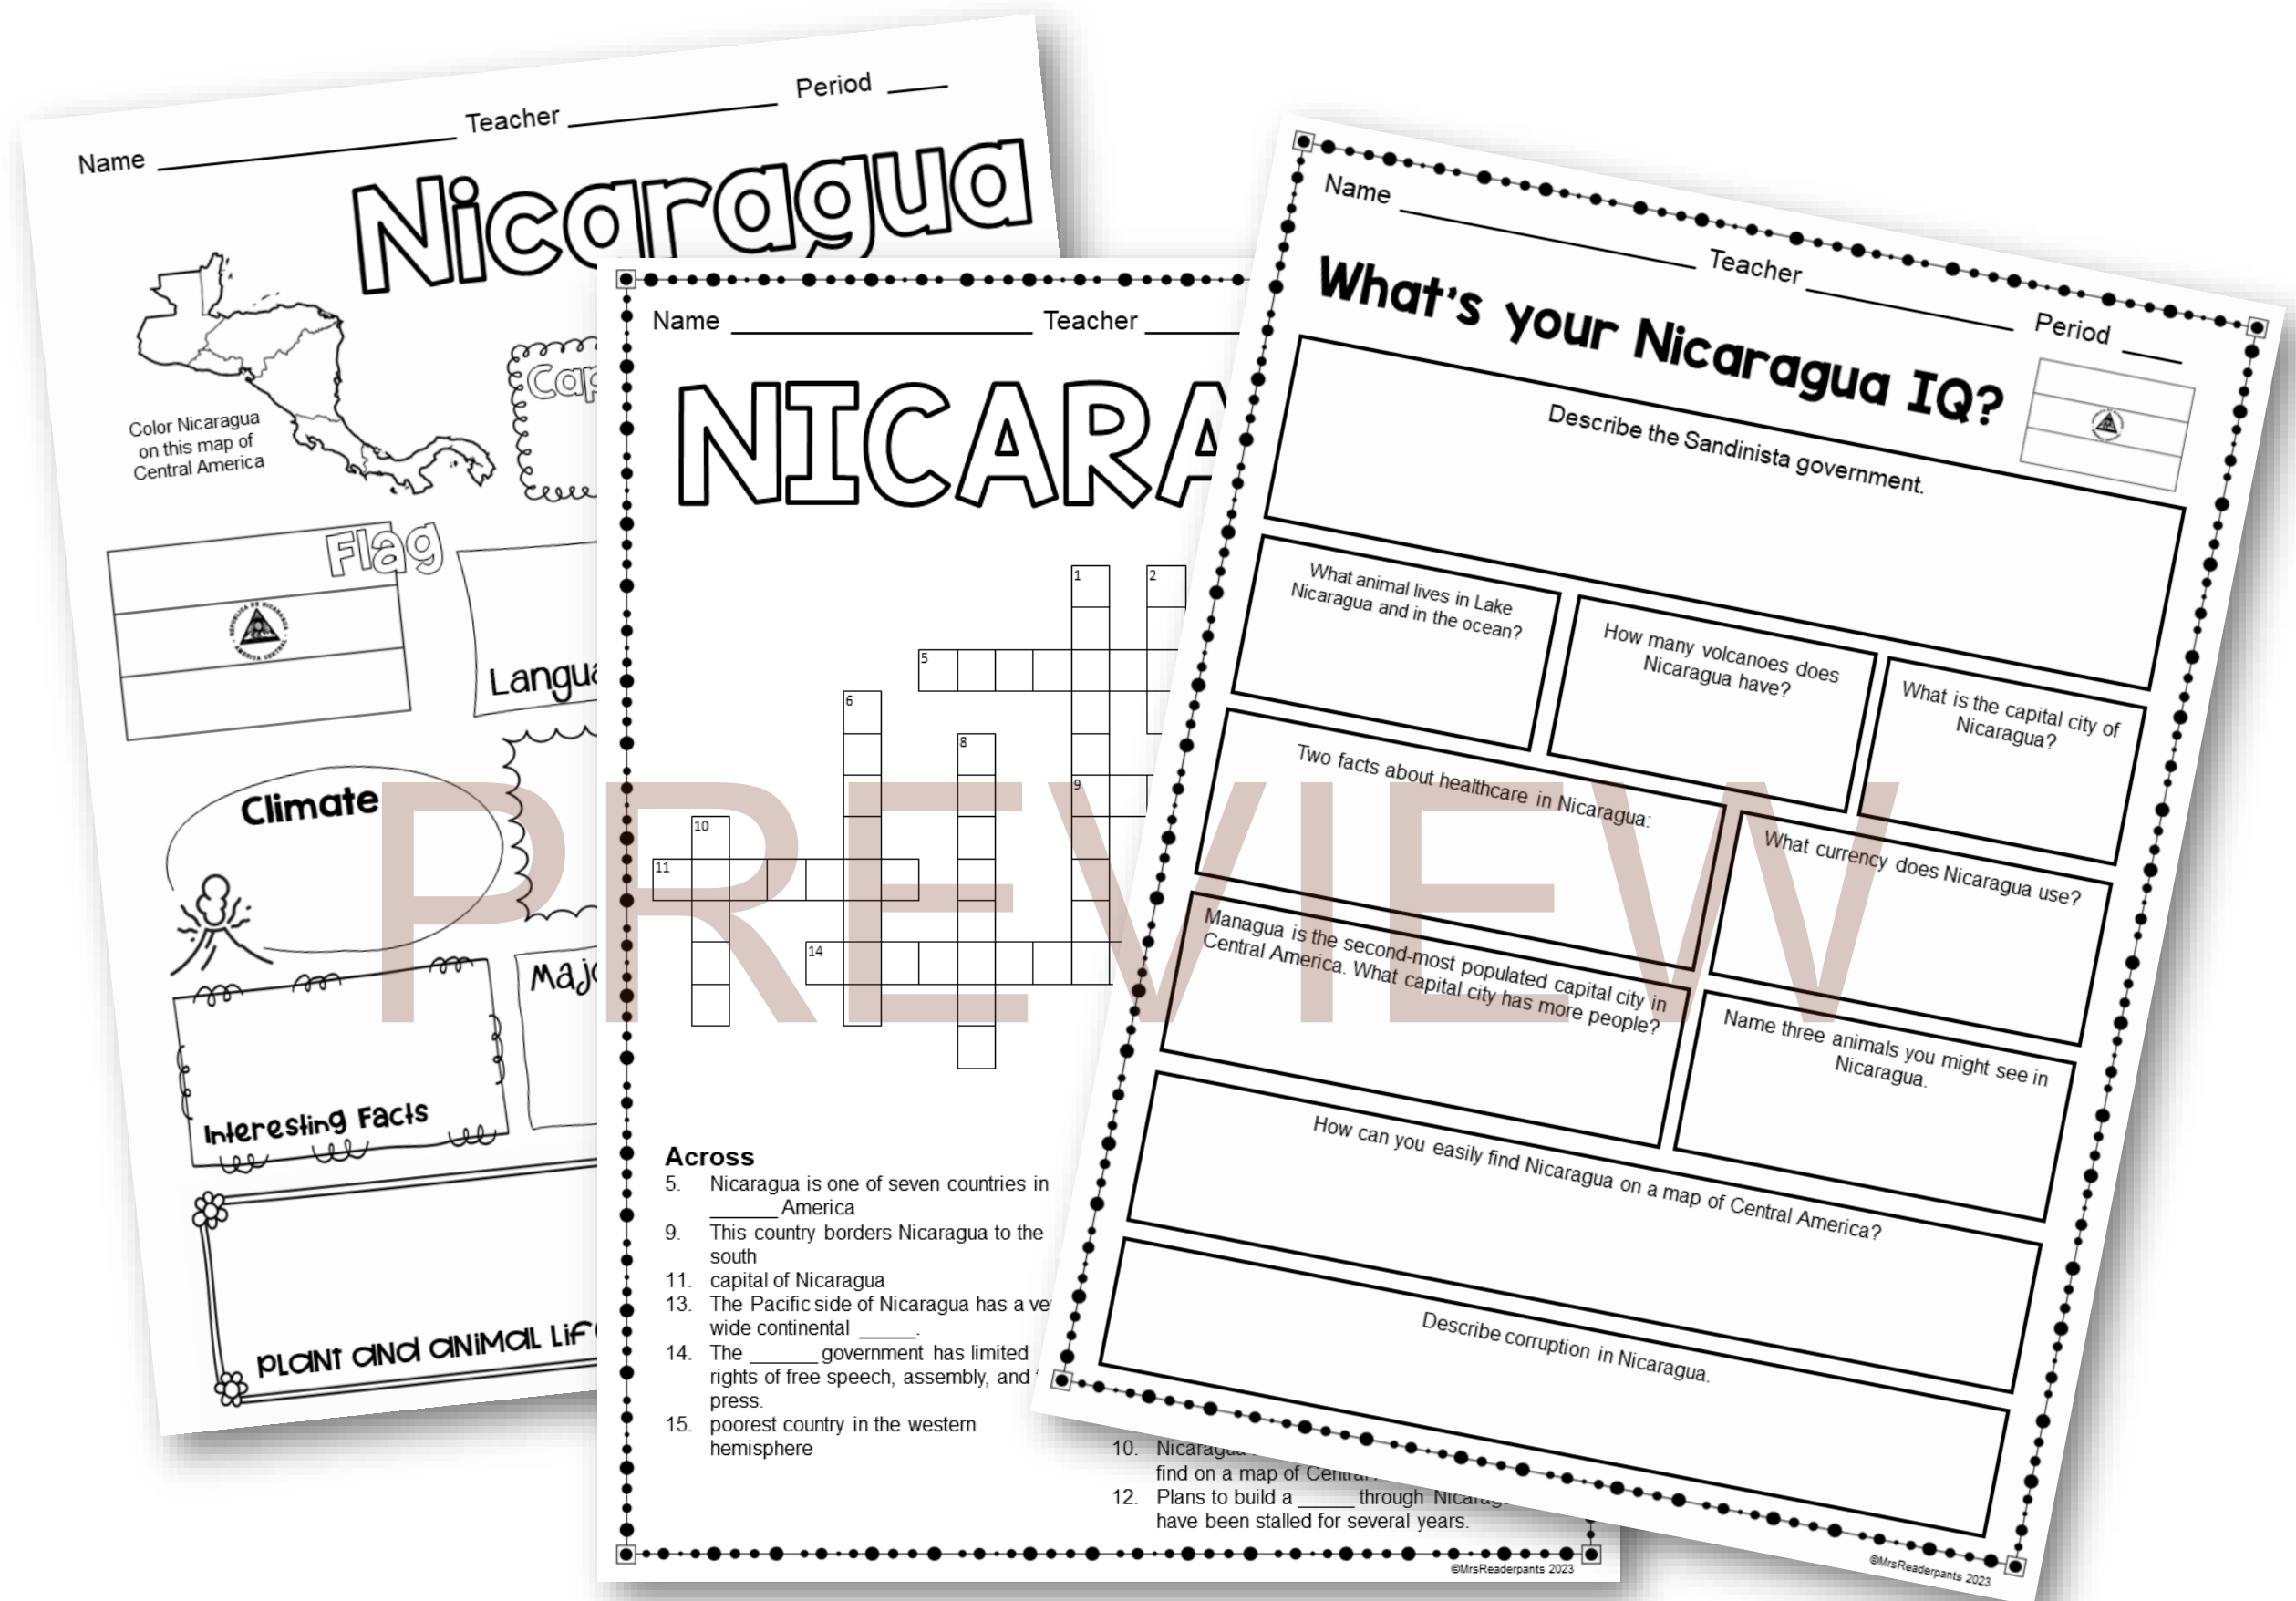 Name Teacher Period
Nicaragua
Color Nicaragua
on this map of
Central America
Flag
REPUBLICA DE NICARAGUA
AMERICA CENTRAL
Climate
Interesting Facts
PLANT AND ANIMAL
Name Teacher
5. Nicaragua is one of seven countries in
______ America
9. This country borders Nicaragua to the
south
11. capital of Nicaragua
13. The Pacific side of Nicaragua has a
wide continental _____.
14. The ______ government has limited
rights of free speech, assembly, and
press.
15. poorest country in the western
hemisphere
Across
1
2
5
6
8
9
10
11
14
10. Nicaragua
find on a map of
12. Plans to build a _____ through
have been stalled for several years.
©MrsReaderpants 2023
Name Teacher Period
What's your Nicaragua IQ?
Describe the Sandinista government.
What animal lives in Lake
Nicaragua and in the ocean?
How many volcanoes does
Nicaragua have?
What is the capital city of
Nicaragua?
Two facts about healthcare in Nicaragua:
What currency does Nicaragua use?
Managua is the second-most populated capital city in
Central America. What capital city has more people?
Name three animals you might see in
Nicaragua.
How can you easily find Nicaragua on a map of Central America?
Describe corruption in Nicaragua.
©MrsReaderpants 2023
PREVIEW